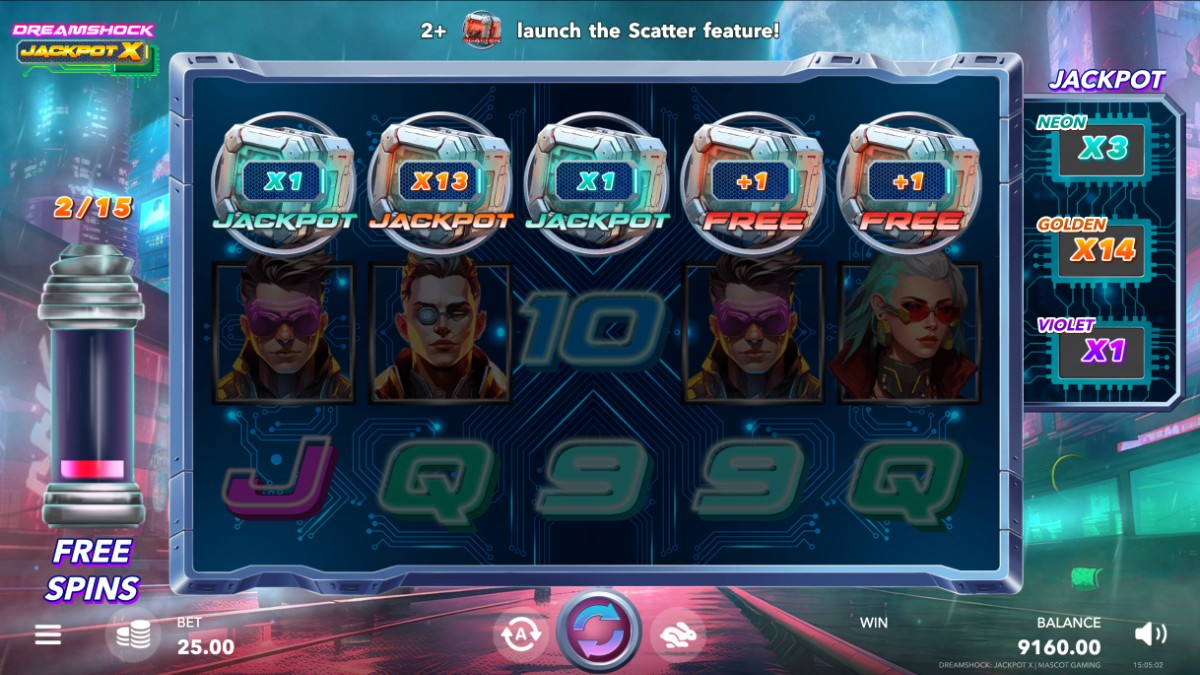 DREAMSHOCK
JACKPOT X
2+ launch the Scatter feature!
JACKPOT
NEON
X3
GOLDEN
X14
VIOLET
X1
2/15
X1 X13 X1 +1 +1
JACKPOT JACKPOT JACKPOT FREE FREE
10
J Q 9 9 Q
FREE
SPINS
BET
25.00
A
WIN
BALANCE
9160.00
DREAMSHOCK: JACKPOT X | MASCOT GAMING
15:05:02